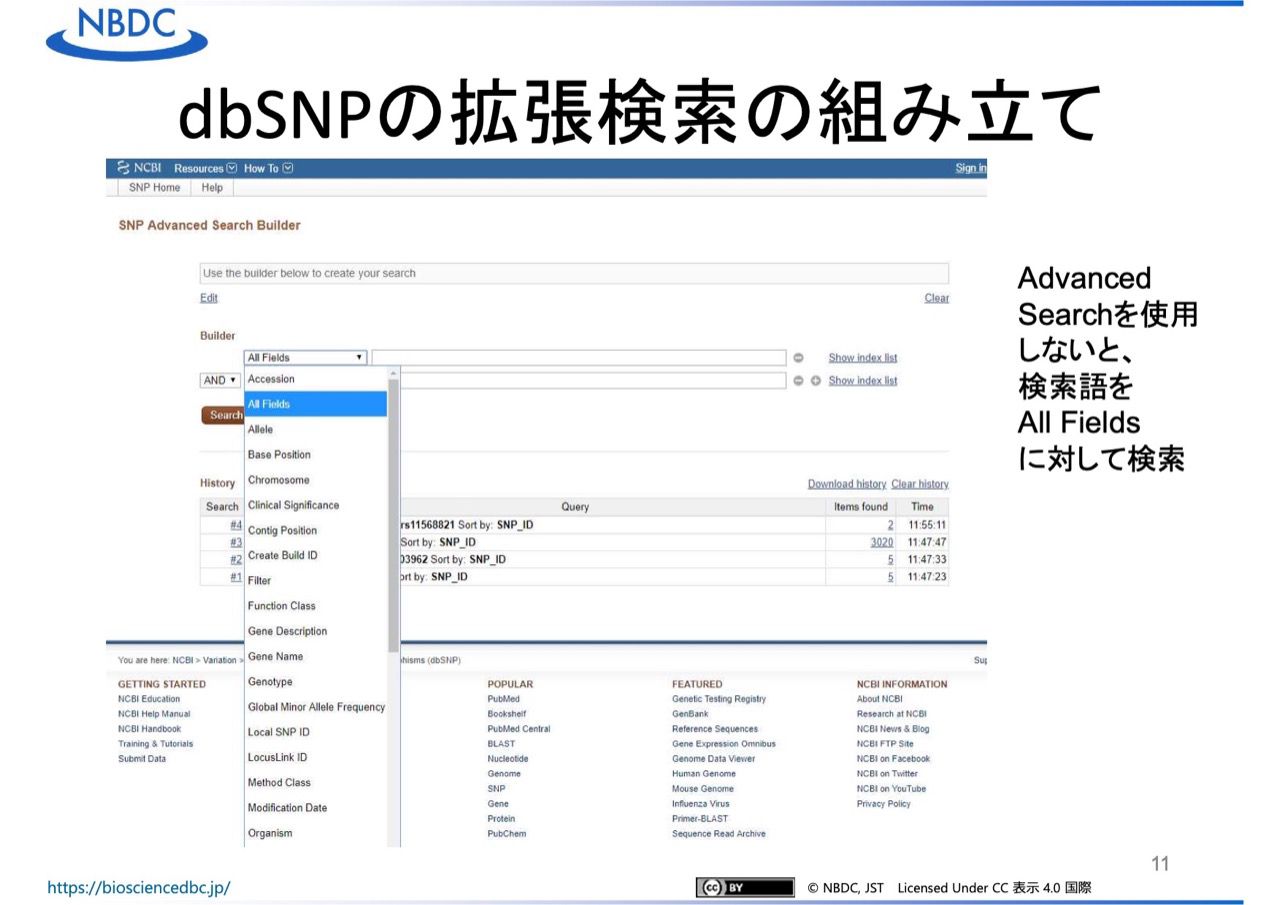 NBDC
dbSNPの拡張検索の組み立て
NCBI Resources How To Sign in
SNP Home Help
SNP Advanced Search Builder
Use the builder below to create your search
Edit Clear
Builder
All Fields Show index list
AND Show index list
Accession
All Fields
Allele
Base Position
Chromosome
Clinical Significance
Contig Position
Create Build ID
Filter
Function Class
Gene Description
Gene Name
Genotype
Global Minor Allele Frequency
Local SNP ID
LocusLink ID
Method Class
Modification Date
Organism
Search
History Download history Clear history
Search Query Items found Time
#4 rs11568821 Sort by: SNP_ID 2 11:55:11
#3 Sort by: SNP_ID 3020 11:47:47
#2 03962 Sort by: SNP_ID 5 11:47:33
#1 ort by: SNP_ID 5 11:47:23
You are here: NCBI > Variation > hisms (dbSNP) Sup
GETTING STARTED
NCBI Education
NCBI Help Manual
NCBI Handbook
Training & Tutorials
Submit Data
POPULAR
PubMed
Bookshelf
PubMed Central
BLAST
Nucleotide
Genome
SNP
Gene
Protein
PubChem
FEATURED
Genetic Testing Registry
GenBank
Reference Sequences
Gene Expression Omnibus
Genome Data Viewer
Human Genome
Mouse Genome
Influenza Virus
Primer-BLAST
Sequence Read Archive
NCBI INFORMATION
About NCBI
Research at NCBI
NCBI News & Blog
NCBI FTP Site
NCBI on Facebook
NCBI on Twitter
NCBI on YouTube
Privacy Policy
Advanced
Searchを使用
しないと、
検索語を
All Fields
に対して検索
11
https://biosciencedbc.jp/
cc BY
© NBDC, JST Licensed Under CC 表示 4.0 国際